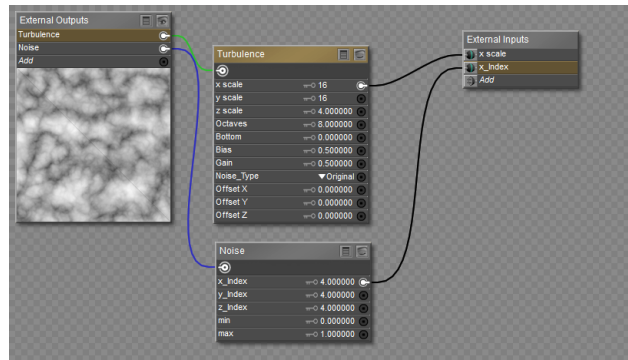 External Outputs
Turbulence
Noise
Add
Turbulence
x scale 16
y scale 16
z scale 4.000000
Octaves 8.000000
Bottom 0.000000
Bias 0.500000
Gain 0.500000
Noise_Type Original
Offset X 0.000000
Offset Y 0.000000
Offset Z 0.000000
Noise
x_Index 4.000000
y_Index 4.000000
z_Index 4.000000
min 0.000000
max 1.000000
External Inputs
x scale
x_Index
Add